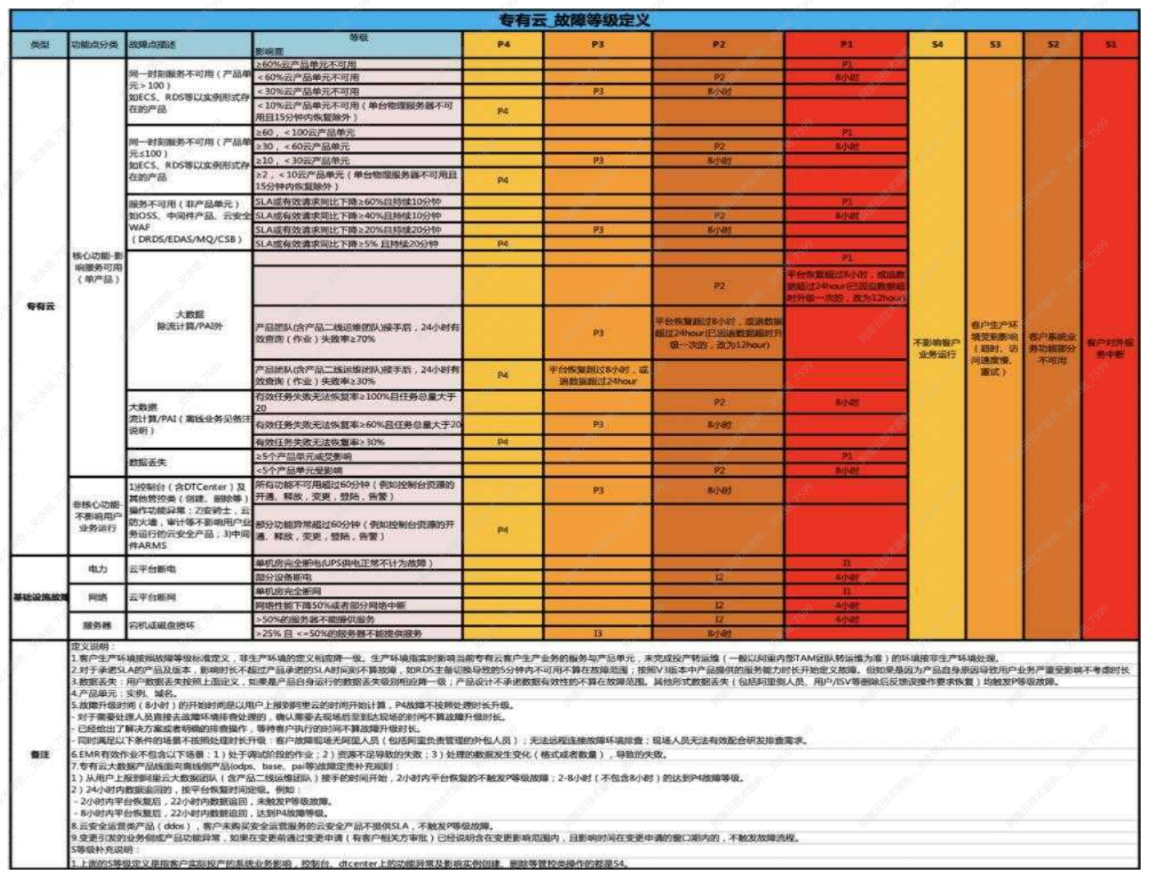 专有云_故障等级定义
类型
功能点分类
故障点描述
等级
影响面
P4
P3
P2
P1
S4
S3
S2
S1
专有云
核心功能-影响服务可用（单产品）
同一时刻服务不可用（产品单元＞100）
如ECS、RDS等以实例形式存在的产品
≥60%云产品单元不可用
P1
＜60%云产品单元不可用
P2
8小时
＜30%云产品单元不可用
P3
8小时
＜10%云产品单元不可用（单台物理服务器不可用且15分钟内恢复除外）
P4
同一时刻服务不可用（产品单元≤100）
如ECS、RDS等以实例形式存在的产品
≥60，＜100云产品单元
P1
≥30，＜60云产品单元
P2
8小时
≥10，＜30云产品单元
P3
8小时
≥2，＜10云产品单元（单台物理服务器不可用且15分钟内恢复除外）
P4
服务不可用（非产品单元）
如OSS、中间件产品、云安全WAF
（DRDS/EDAS/MQ/CSB）
SLA或有效请求同比下降≥60%且持续10分钟
P1
SLA或有效请求同比下降≥40%且持续10分钟
P2
8小时
SLA或有效请求同比下降≥20%且持续20分钟
P3
8小时
SLA或有效请求同比下降≥5% 且持续20分钟
P4
大数据
除流计算/PAI外
P1
P2
平台恢复超过8小时，或追数据超过24hour(已因追数据超时升级一次的，改为12hour)
产品团队(含产品二线运维团队)接手后，24小时有效查询（作业）失败率≥70%
P3
平台恢复超过8小时，或追数据超过24hour(已因追数据超时升级一次的，改为12hour)
产品团队(含产品二线运维团队)接手后，24小时有效查询（作业）失败率≥30%
P4
平台恢复超过8小时，或追数据超过24hour
大数据
流计算/PAI（离线业务见备注说明）
有效任务失败无法恢复率≥100%且任务总量大于20
P2
8小时
有效任务失败无法恢复率≥60%且任务总量大于20
P3
8小时
有效任务失败无法恢复率≥30%
P4
数据丢失
≥5个产品单元或受影响
P1
<5个产品单元受影响
P2
8小时
非核心功能-不影响用户业务运行
1)控制台（含DTCenter）及其他管控类（创建、删除等）操作功能异常；2)安骑士，云防火墙，审计等不影响用户业务运行的云安全产品；3)中间件ARMS
所有功能不可用超过60分钟（例如控制台资源的开通、释放，变更，登陆，告警）
P3
8小时
部分功能异常超过60分钟（例如控制台资源的开通、释放，变更，登陆，告警）
P4
不影响客户业务运行
客户生产环境受到影响（超时、访问速度慢、重试）
客户系统业务功能部分不可用
客户对外服务中断
基础设施故障
电力
云平台断电
单机房完全断电(UPS供电正常不计为故障）
I1
部分设备断电
I2
4小时
网络
云平台断网
单机房完全断网
I1
网络性能下降50%或者部分网络中断
I2
4小时
服务器
宕机或磁盘损坏
>50%的服务器不能提供服务
I2
4小时
>25% 且 <=50%的服务器不能提供服务
I3
8小时
备注
定义说明：
1.客户生产环境按照故障等级标准定义，非生产环境的定义相应降一级。生产环境指实时影响当前专有云客户生产业务的服务与产品单元，未完成投产转运维（一般以阿里内部TAM团队转运维为准）的环境按非生产环境处理。
2.对于承诺SLA的产品及版本，影响时长不超过产品承诺的SLA时间则不算故障，如RDS主备切换导致的5分钟内不可用不算在故障范围；按照V3版本中产品提供的服务能力时长开始定义故障。但如果是因为产品自身原因导致用户业务严重受影响不考虑时长
3.数据丢失：用户数据丢失按照上面定义，如果是产品自身运行的数据丢失级别相应降一级；产品设计不承诺数据有效性的不算在故障范围。其他形式数据丢失（包括阿里侧人员、用户/ISV等删除后反馈误操作要求恢复）均触发P等级故障。
4.产品单元：实例、域名。
5.故障升级时间（8小时）的开始时间是以用户上报到阿里云的开始计算，P4故障不按照处理时长升级。
- 对于需要处理人员直接去故障环境排查处理的，确认需要去现场后至到达现场的时间不算故障升级时长。
- 已经给出了解决方案或者明确的排查操作，等待客户执行的时间不算故障升级时长。
- 同时满足以下条件的场景不按照处理时长升级：客户故障现场无阿里人员（包括阿里负责管理的外包人员）；无法远程连接故障环境排查；现场人员无法有效配合研发排查需求。
6.EMR有效作业不包含以下场景：1）处于调试阶段的作业；2）资源不足导致的失败；3）处理的数据发生变化（格式或者数量），导致的失败。
7.专有云大数据产品线面向离线侧产品(odps、base、pai等)故障定责补充规则：
1）从用户上报到阿里云大数据团队（含产品二线运维团队）接手的时间开始，2小时内平台恢复的不触发P等级故障；2-8小时（不包含8小时）的达到P4故障等级。
2）24小时内数据追回的，按平台恢复时间定级。例如：
- 2小时内平台恢复后，22小时内数据追回，未触发P等级故障。
- 8小时内平台恢复后，22小时内数据追回，达到P4故障等级。
8.云安全运营类产品（ddos），客户未购买安全运营服务的云安全产品不提供SLA，不触发P等级故障。
9.变更引发的业务侧或产品功能异常，如果在变更前通过变更申请（有客户相关方审批）已经说明含在变更影响范围内，且影响时间在变更申请的窗口期内的，不触发故障流程。
S等级补充说明：
1.上面的S等级定义是指客户实际投产的系统业务影响，控制台、dtcenter上的功能异常及影响实例创建、删除等管控类操作的都是S4。